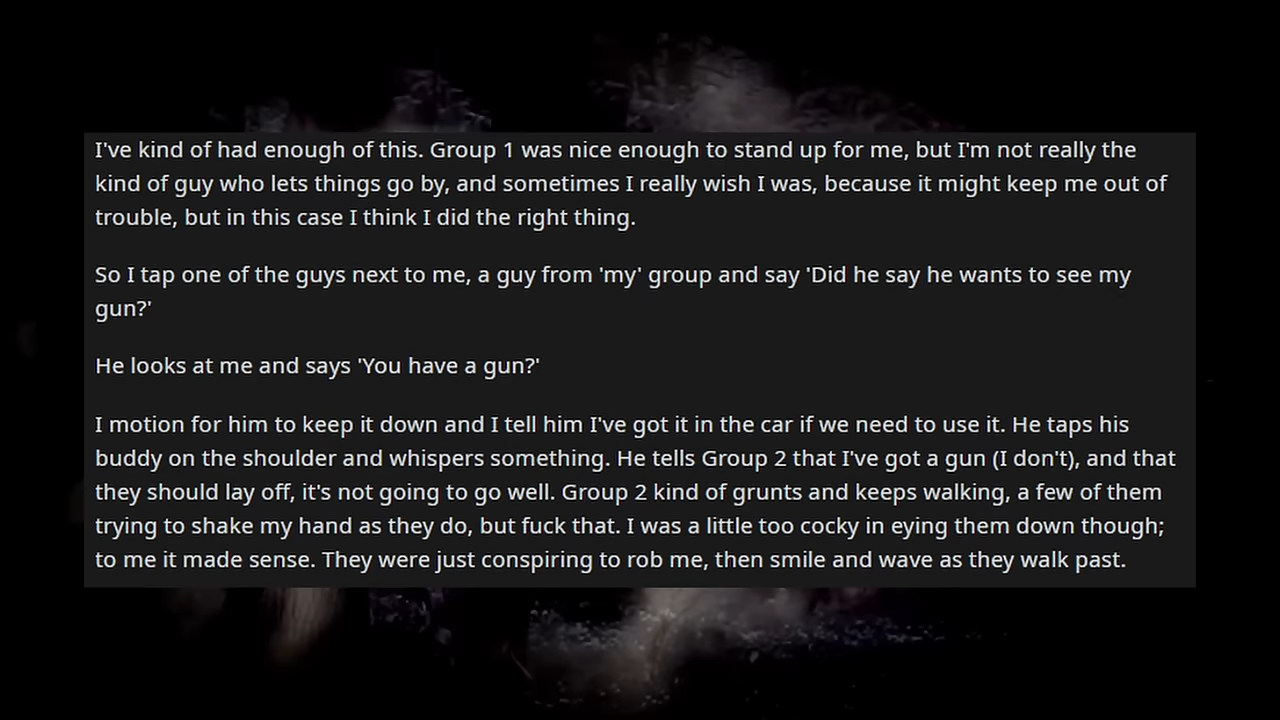 I've kind of had enough of this. Group 1 was nice enough to stand up for me, but I'm not really the
kind of guy who lets things go by, and sometimes I really wish I was, because it might keep me out of
trouble, but in this case I think I did the right thing.
So I tap one of the guys next to me, a guy from 'my' group and say 'Did he say he wants to see my
gun?'
He looks at me and says 'You have a gun?'
I motion for him to keep it down and I tell him I've got it in the car if we need to use it. He taps his
buddy on the shoulder and whispers something. He tells Group 2 that I've got a gun (I don't), and that
they should lay off, it's not going to go well. Group 2 kind of grunts and keeps walking, a few of them
trying to shake my hand as they do, but fuck that. I was a little too cocky in eying them down though;
to me it made sense. They were just conspiring to rob me, then smile and wave as they walk past.